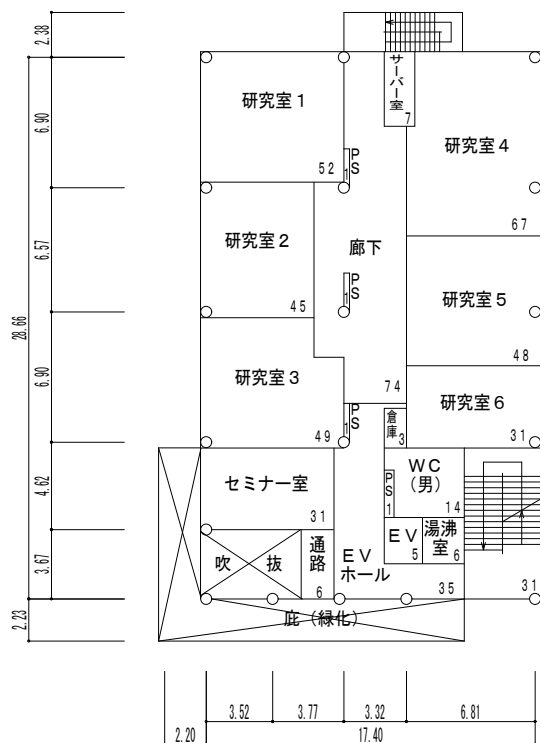 2.38
6.90
6.57
6.90
4.62
3.67
2.23
28.66
サーバー室
7
研究室1
52
PS
1
研究室4
67
研究室2
45
廊下
PS
1
研究室5
48
研究室3
49
74
PS
1
倉庫
3
研究室6
31
セミナー室
31
WC
(男)
14
PS
1
吹 抜
通路
6
EV
ホール
35
EV
5
湯沸室
6
31
庇(緑化)
3.52
3.77
3.32
6.81
2.20
17.40